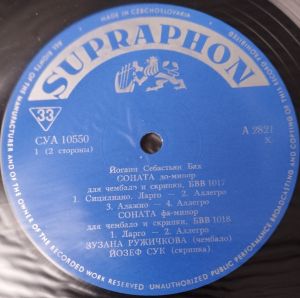 MADE IN CZECHOSLOVAKIA
SUPRAPHON
33
СУА 10550
1 (2 стороны)
А 2821
X
Йоганн Себастьян Бах
СОНАТА до-минор
для чембало и скрипки, БВВ 1017
1. Сицилиано. Ларго — 2. Аллегро
3. Адажио — 4. Аллегро
СОНАТА фа-минор
для чембало и скрипки, БВВ 1018
1. Ларго — 2. Аллегро
ЗУЗАНА РУЖИЧКОВА (чембало)
ЙОЗЕФ СУК (скрипка)
ALL RIGHTS OF THE MANUFACTURER AND OF THE OWNER OF THE RECORDED WORK RESERVED UNAUTHORIZED PUBLIC PERFORMANCE BROADCASTING AND COPYING OF THIS RECORD PROHIBITED